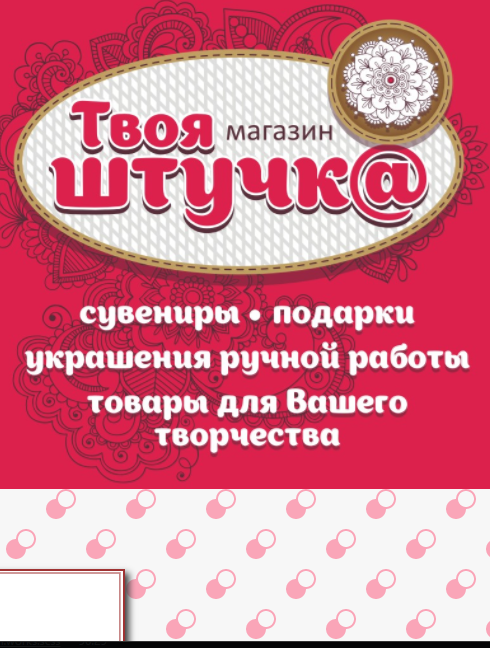 Твоя магазин
штучк@
сувениры • подарки
украшения ручной работы
товары для Вашего
творчества